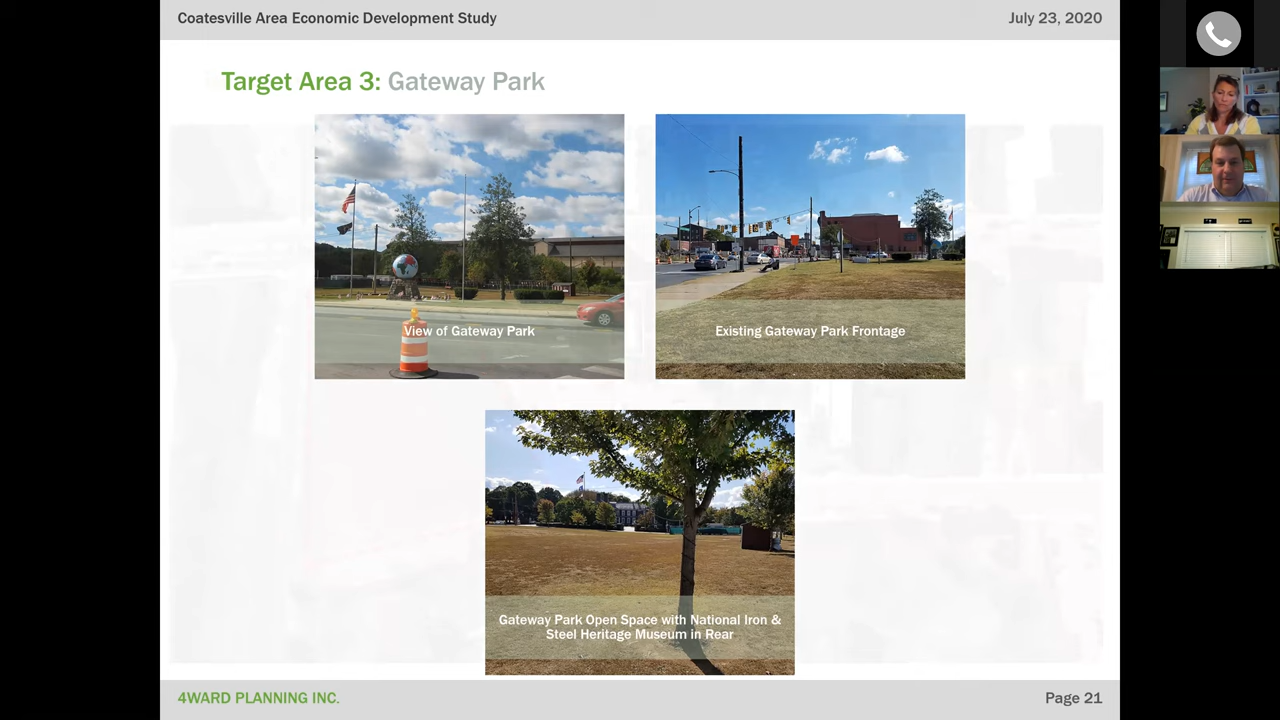 Coatesville Area Economic Development Study
July 23, 2020
Target Area 3: Gateway Park
View of Gateway Park
Existing Gateway Park Frontage
Gateway Park Open Space with National Iron &
Steel Heritage Museum in Rear
4WARD PLANNING INC.
Page 21